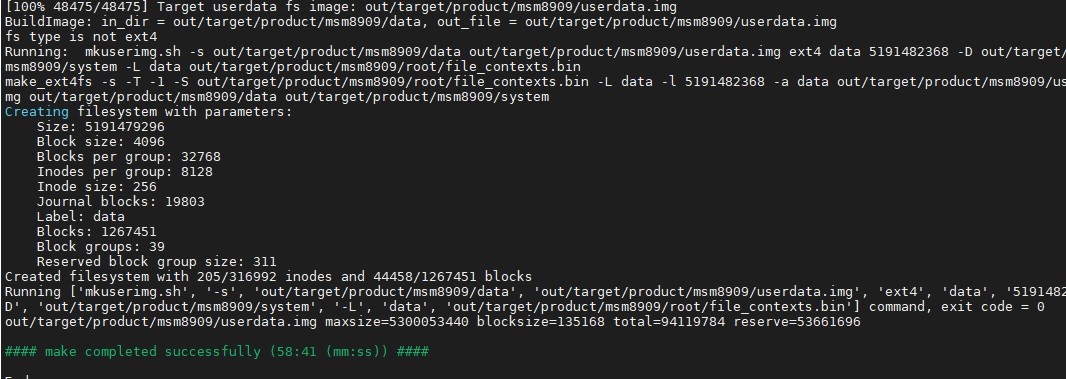 [100% 48475/48475] Target userdata fs image: out/target/product/msm8909/userdata.img
BuildImage: in_dir = out/target/product/msm8909/data, out_file = out/target/product/msm8909/userdata.img
fs type is not ext4
Running:  mkuserimg.sh -s out/target/product/msm8909/data out/target/product/msm8909/userdata.img ext4 data 5191482368 -D out/target/
msm8909/system -L data out/target/product/msm8909/root/file_contexts.bin
make_ext4fs -s -T -1 -S out/target/product/msm8909/root/file_contexts.bin -L data -l 5191482368 -a data out/target/product/msm8909/us
mg out/target/product/msm8909/data out/target/product/msm8909/system
Creating filesystem with parameters:
    Size: 5191479296
    Block size: 4096
    Blocks per group: 32768
    Inodes per group: 8128
    Inode size: 256
    Journal blocks: 19803
    Label: data
    Blocks: 1267451
    Block groups: 39
    Reserved block group size: 311
Created filesystem with 205/316992 inodes and 44458/1267451 blocks
Running ['mkuserimg.sh', '-s', 'out/target/product/msm8909/data', 'out/target/product/msm8909/userdata.img', 'ext4', 'data', '5191482
D', 'out/target/product/msm8909/system', '-L', 'data', 'out/target/product/msm8909/root/file_contexts.bin'] command, exit code = 0
out/target/product/msm8909/userdata.img maxsize=5300053440 blocksize=135168 total=94119784 reserve=53661696
#### make completed successfully (58:41 (mm:ss)) ####